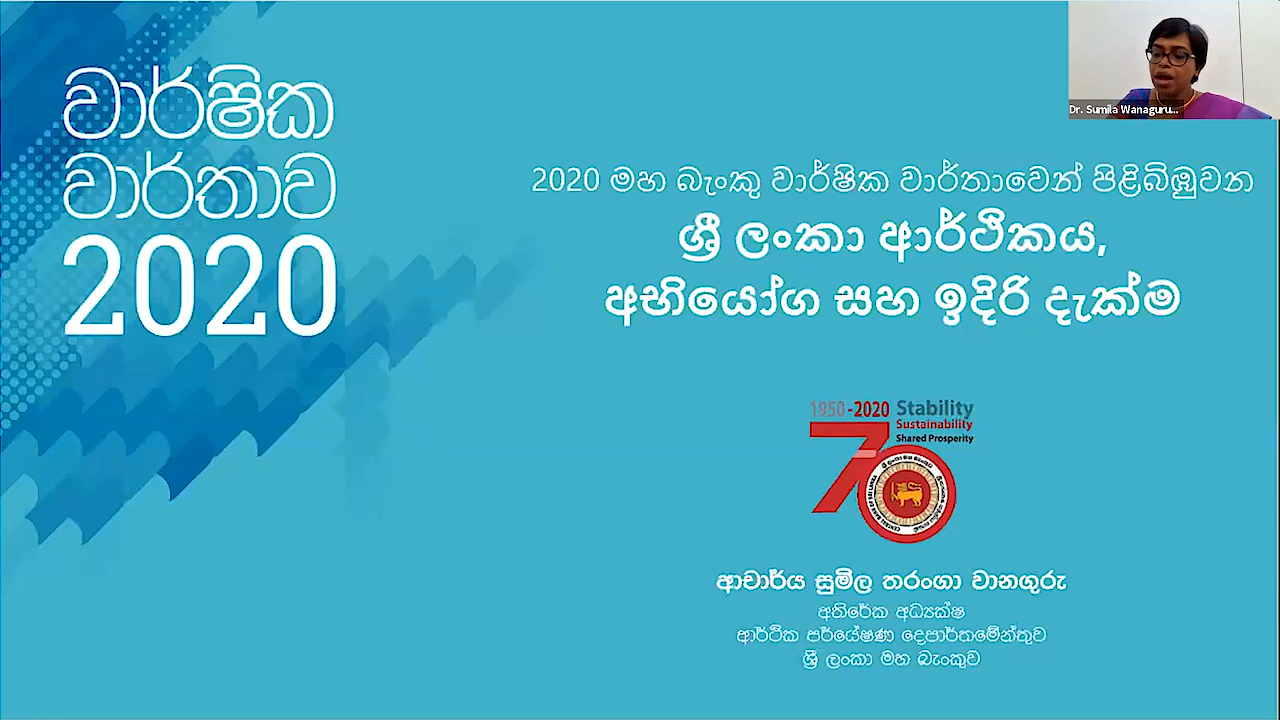 වාර්ෂික
වාර්තාව
2020
Dr. Sumila Wanaguru...
2020 මහ බැංකු වාර්ෂික වාර්තාවෙන් පිළිබිඹුවන
ශ්‍රී ලංකා ආර්ථිකය,
අභියෝග සහ ඉදිරි දැක්ම
1950-2020 Stability
Sustainability
Shared Prosperity
70
ආචාර්ය සුමිල තරංගා වානගුරු
අතිරේක අධ්‍යක්ෂ
ආර්ථික පර්යේෂණ දෙපාර්තමේන්තුව
ශ්‍රී ලංකා මහ බැංකුව